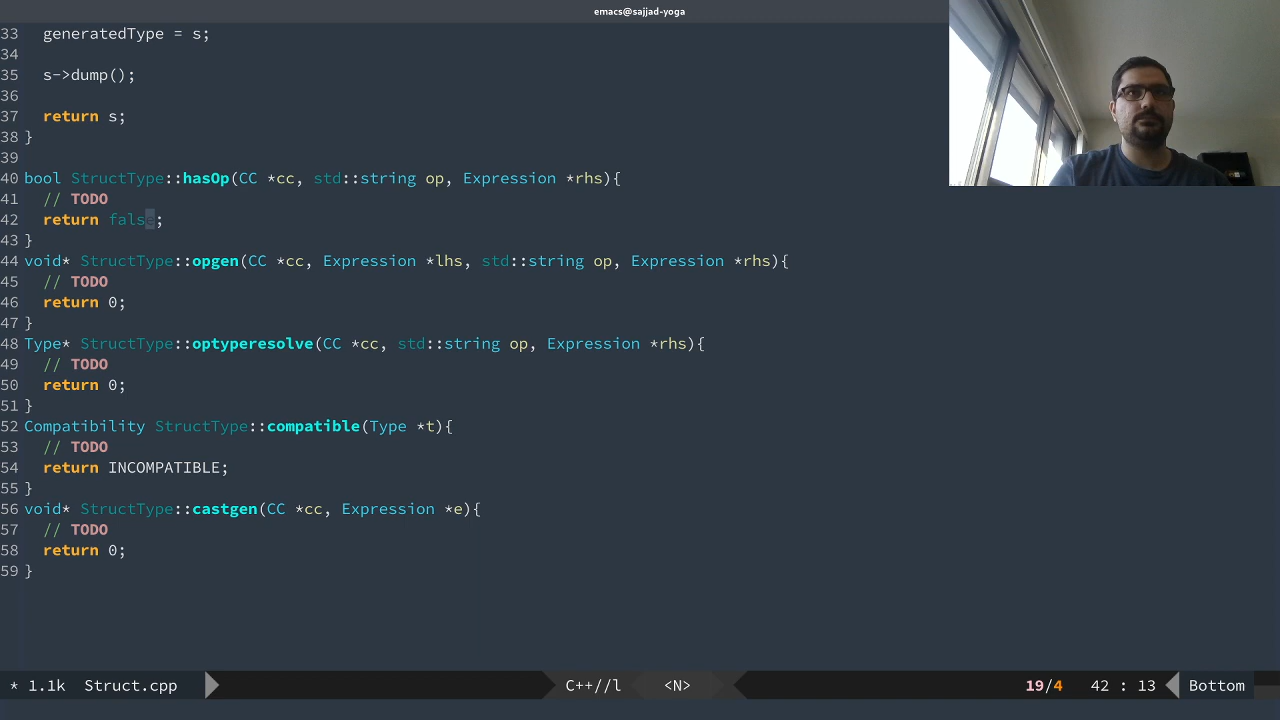 emacs@sajjad-yoga
33 generatedType = s;
34
35 s->dump();
36
37 return s;
38 }
39
40 bool StructType::hasOp(CC *cc, std::string op, Expression *rhs){
41 // TODO
42 return false;
43 }
44 void* StructType::opgen(CC *cc, Expression *lhs, std::string op, Expression *rhs){
45 // TODO
46 return 0;
47 }
48 Type* StructType::optyperesolve(CC *cc, std::string op, Expression *rhs){
49 // TODO
50 return 0;
51 }
52 Compatibility StructType::compatible(Type *t){
53 // TODO
54 return INCOMPATIBLE;
55 }
56 void* StructType::castgen(CC *cc, Expression *e){
57 // TODO
58 return 0;
59 }
* 1.1k Struct.cpp C++//l <N> 19/4 42 : 13 Bottom